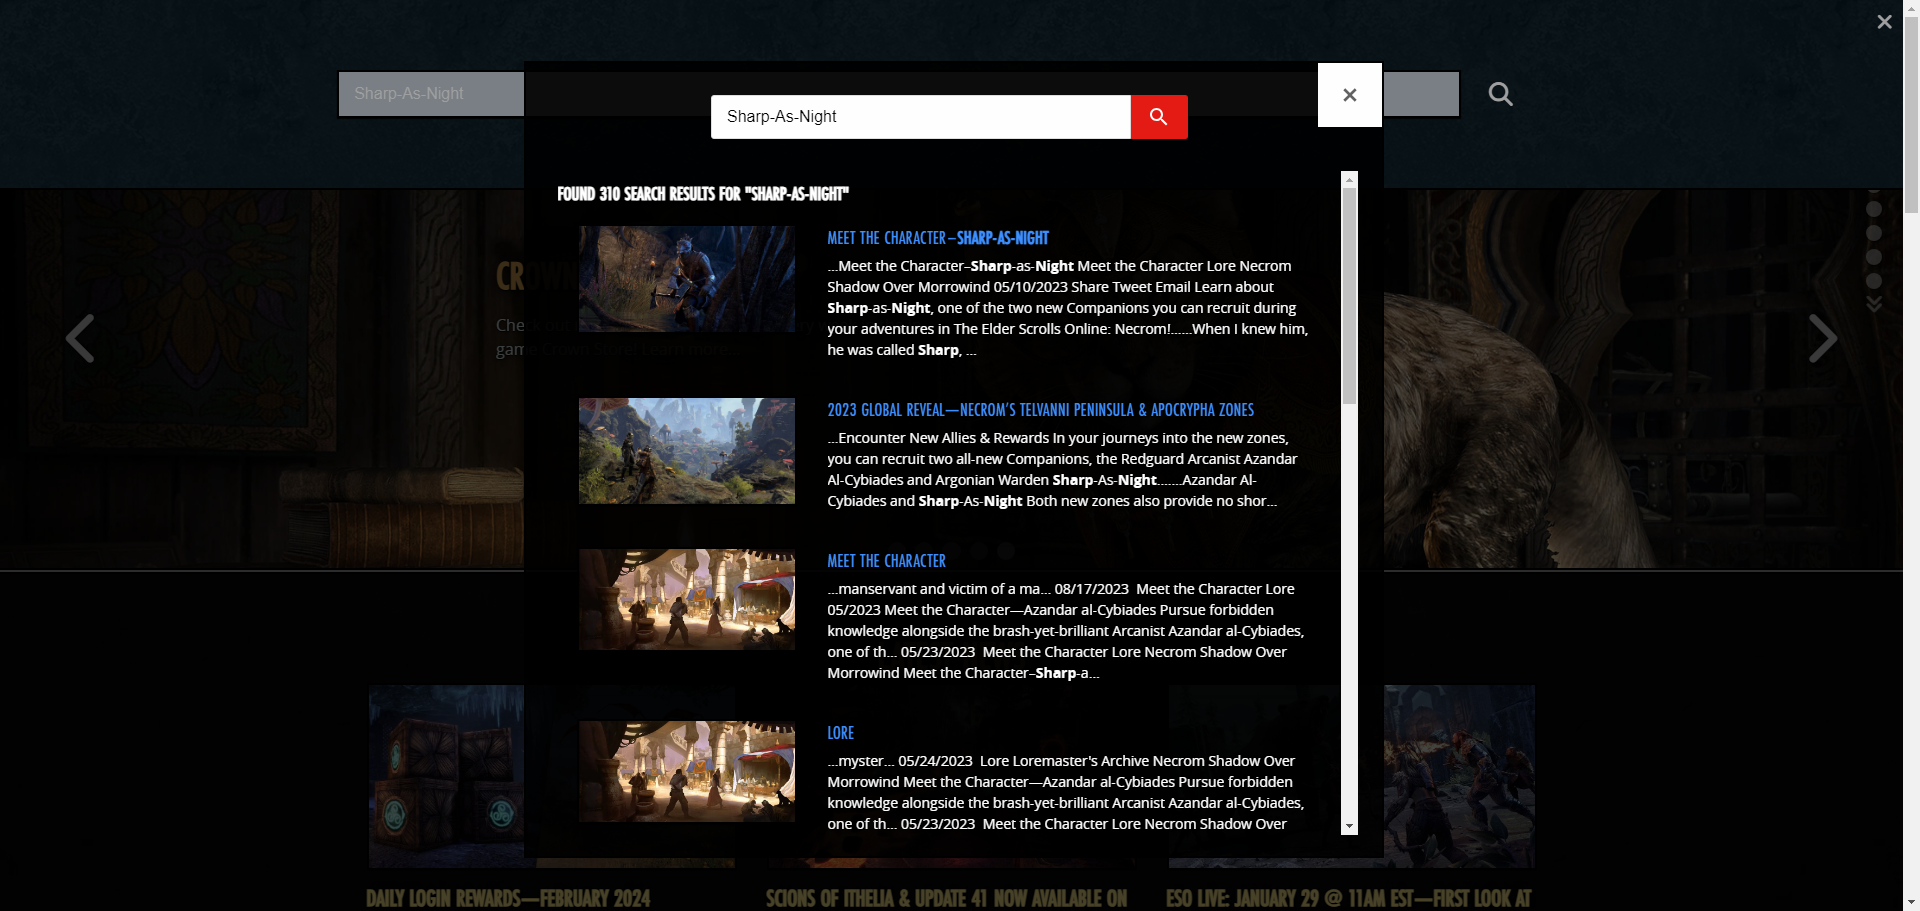 Sharp-As-Night
Sharp-As-Night
FOUND 310 SEARCH RESULTS FOR "SHARP-AS-NIGHT"
MEET THE CHARACTER–SHARP-AS-NIGHT
...Meet the Character–Sharp-as-Night Meet the Character Lore Necrom
Shadow Over Morrowind 05/10/2023 Share Tweet Email Learn about
Sharp-as-Night, one of the two new Companions you can recruit during
your adventures in The Elder Scrolls Online: Necrom!......When I knew him,
he was called Sharp, ...
2023 GLOBAL REVEAL—NECROM’S TELVANNI PENINSULA & APOCRYPHA ZONES
...Encounter New Allies & Rewards In your journeys into the new zones,
you can recruit two all-new Companions, the Redguard Arcanist Azandar
Al-Cybiades and Argonian Warden Sharp-As-Night.......Azandar Al-
Cybiades and Sharp-As-Night Both new zones also provide no shor...
MEET THE CHARACTER
...manservant and victim of a ma... 08/17/2023 Meet the Character Lore
05/2023 Meet the Character—Azandar al-Cybiades Pursue forbidden
knowledge alongside the brash-yet-brilliant Arcanist Azandar al-Cybiades,
one of th... 05/23/2023 Meet the Character Lore Necrom Shadow Over
Morrowind Meet the Character–Sharp-a...
LORE
...myster... 05/24/2023 Lore Loremaster's Archive Necrom Shadow Over
Morrowind Meet the Character—Azandar al-Cybiades Pursue forbidden
knowledge alongside the brash-yet-brilliant Arcanist Azandar al-Cybiades,
one of th... 05/23/2023 Meet the Character Lore Necrom Shadow Over
DAILY LOGIN REWARDS—FEBRUARY 2024
SCIONS OF ITHELIA & UPDATE 41 NOW AVAILABLE ON
ESO LIVE: JANUARY 29 @ 11AM EST—FIRST LOOK AT